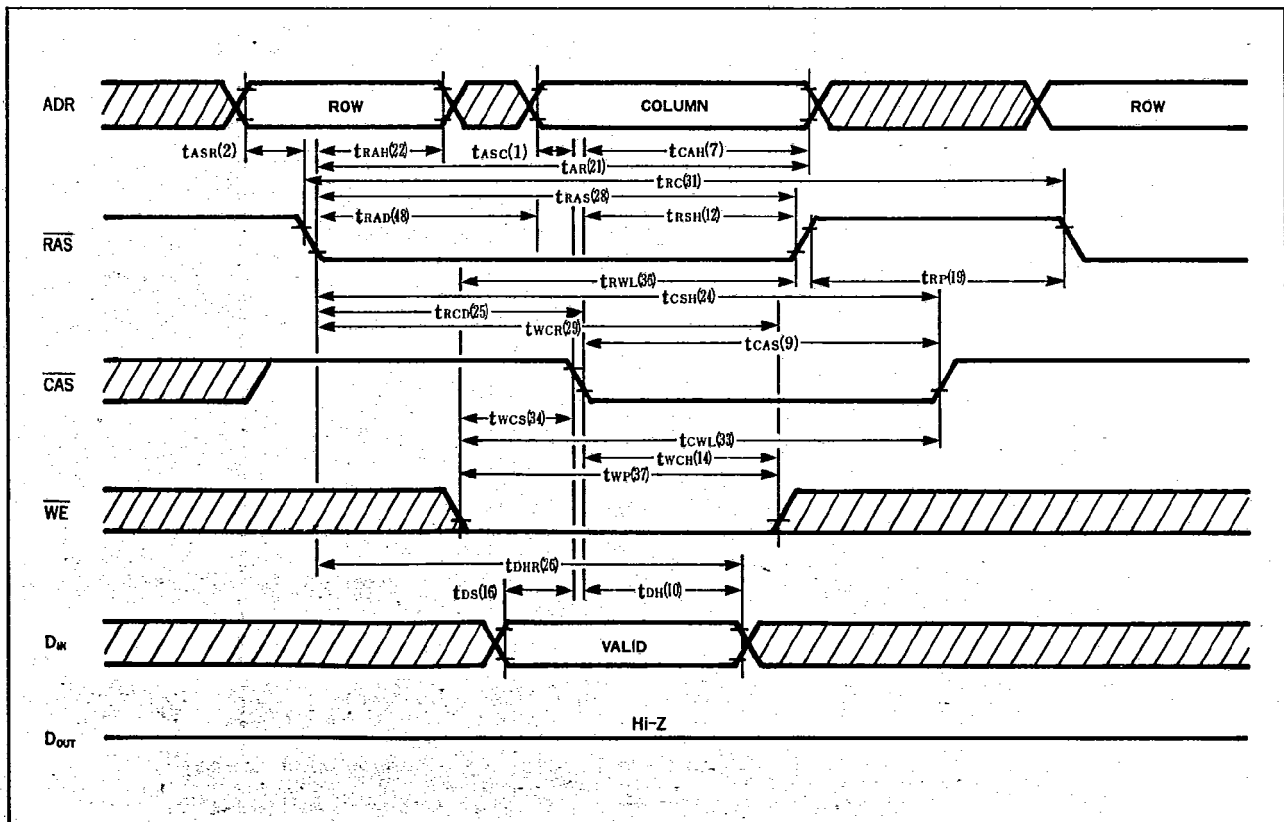 ADR ROW COLUMN ROW
tASR(2) tRAH(22) tASC(1) tCAH(7)
tAR(21)
tRC(31)
tRAS(28)
tRAD(48) tRSH(12)
RAS
tRWL(36) tRP(19)
tCSH(24)
tRCD(25)
tWCR(29)
tCAS(9)
CAS
tWCS(34)
tCWL(33)
tWCH(14)
tWP(37)
WE
tDHR(26)
tDS(16) tDH(10)
DIN VALID
Hi-Z
DOUT